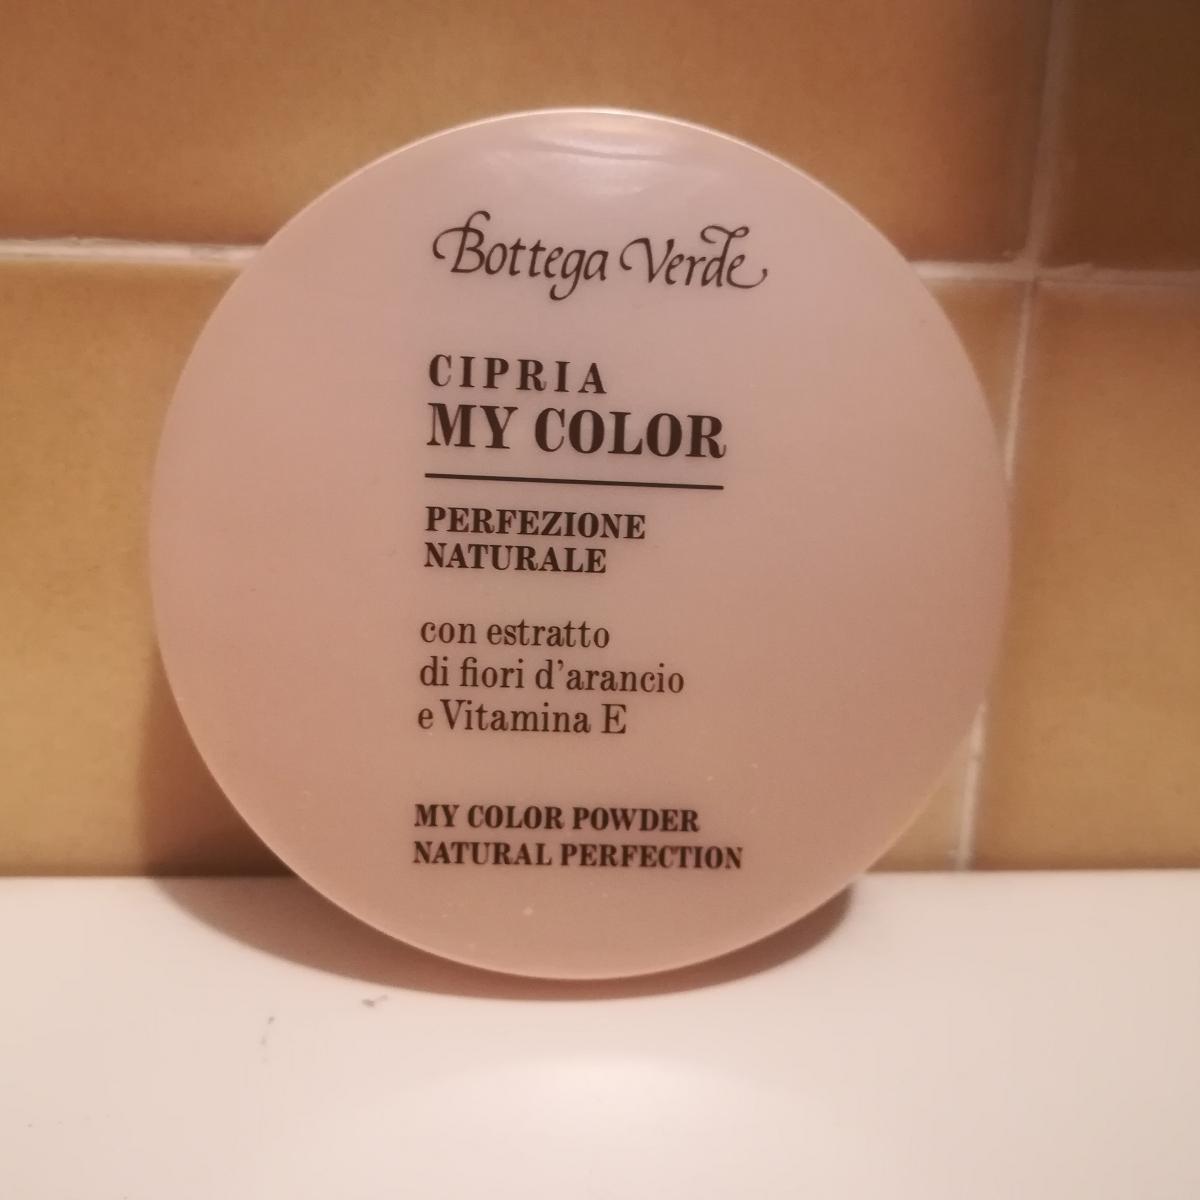 Bottega Verde
CIPRIA
MY COLOR
PERFEZIONE
NATURALE
con estratto
di fiori d'arancio
e Vitamina E
MY COLOR POWDER
NATURAL PERFECTION